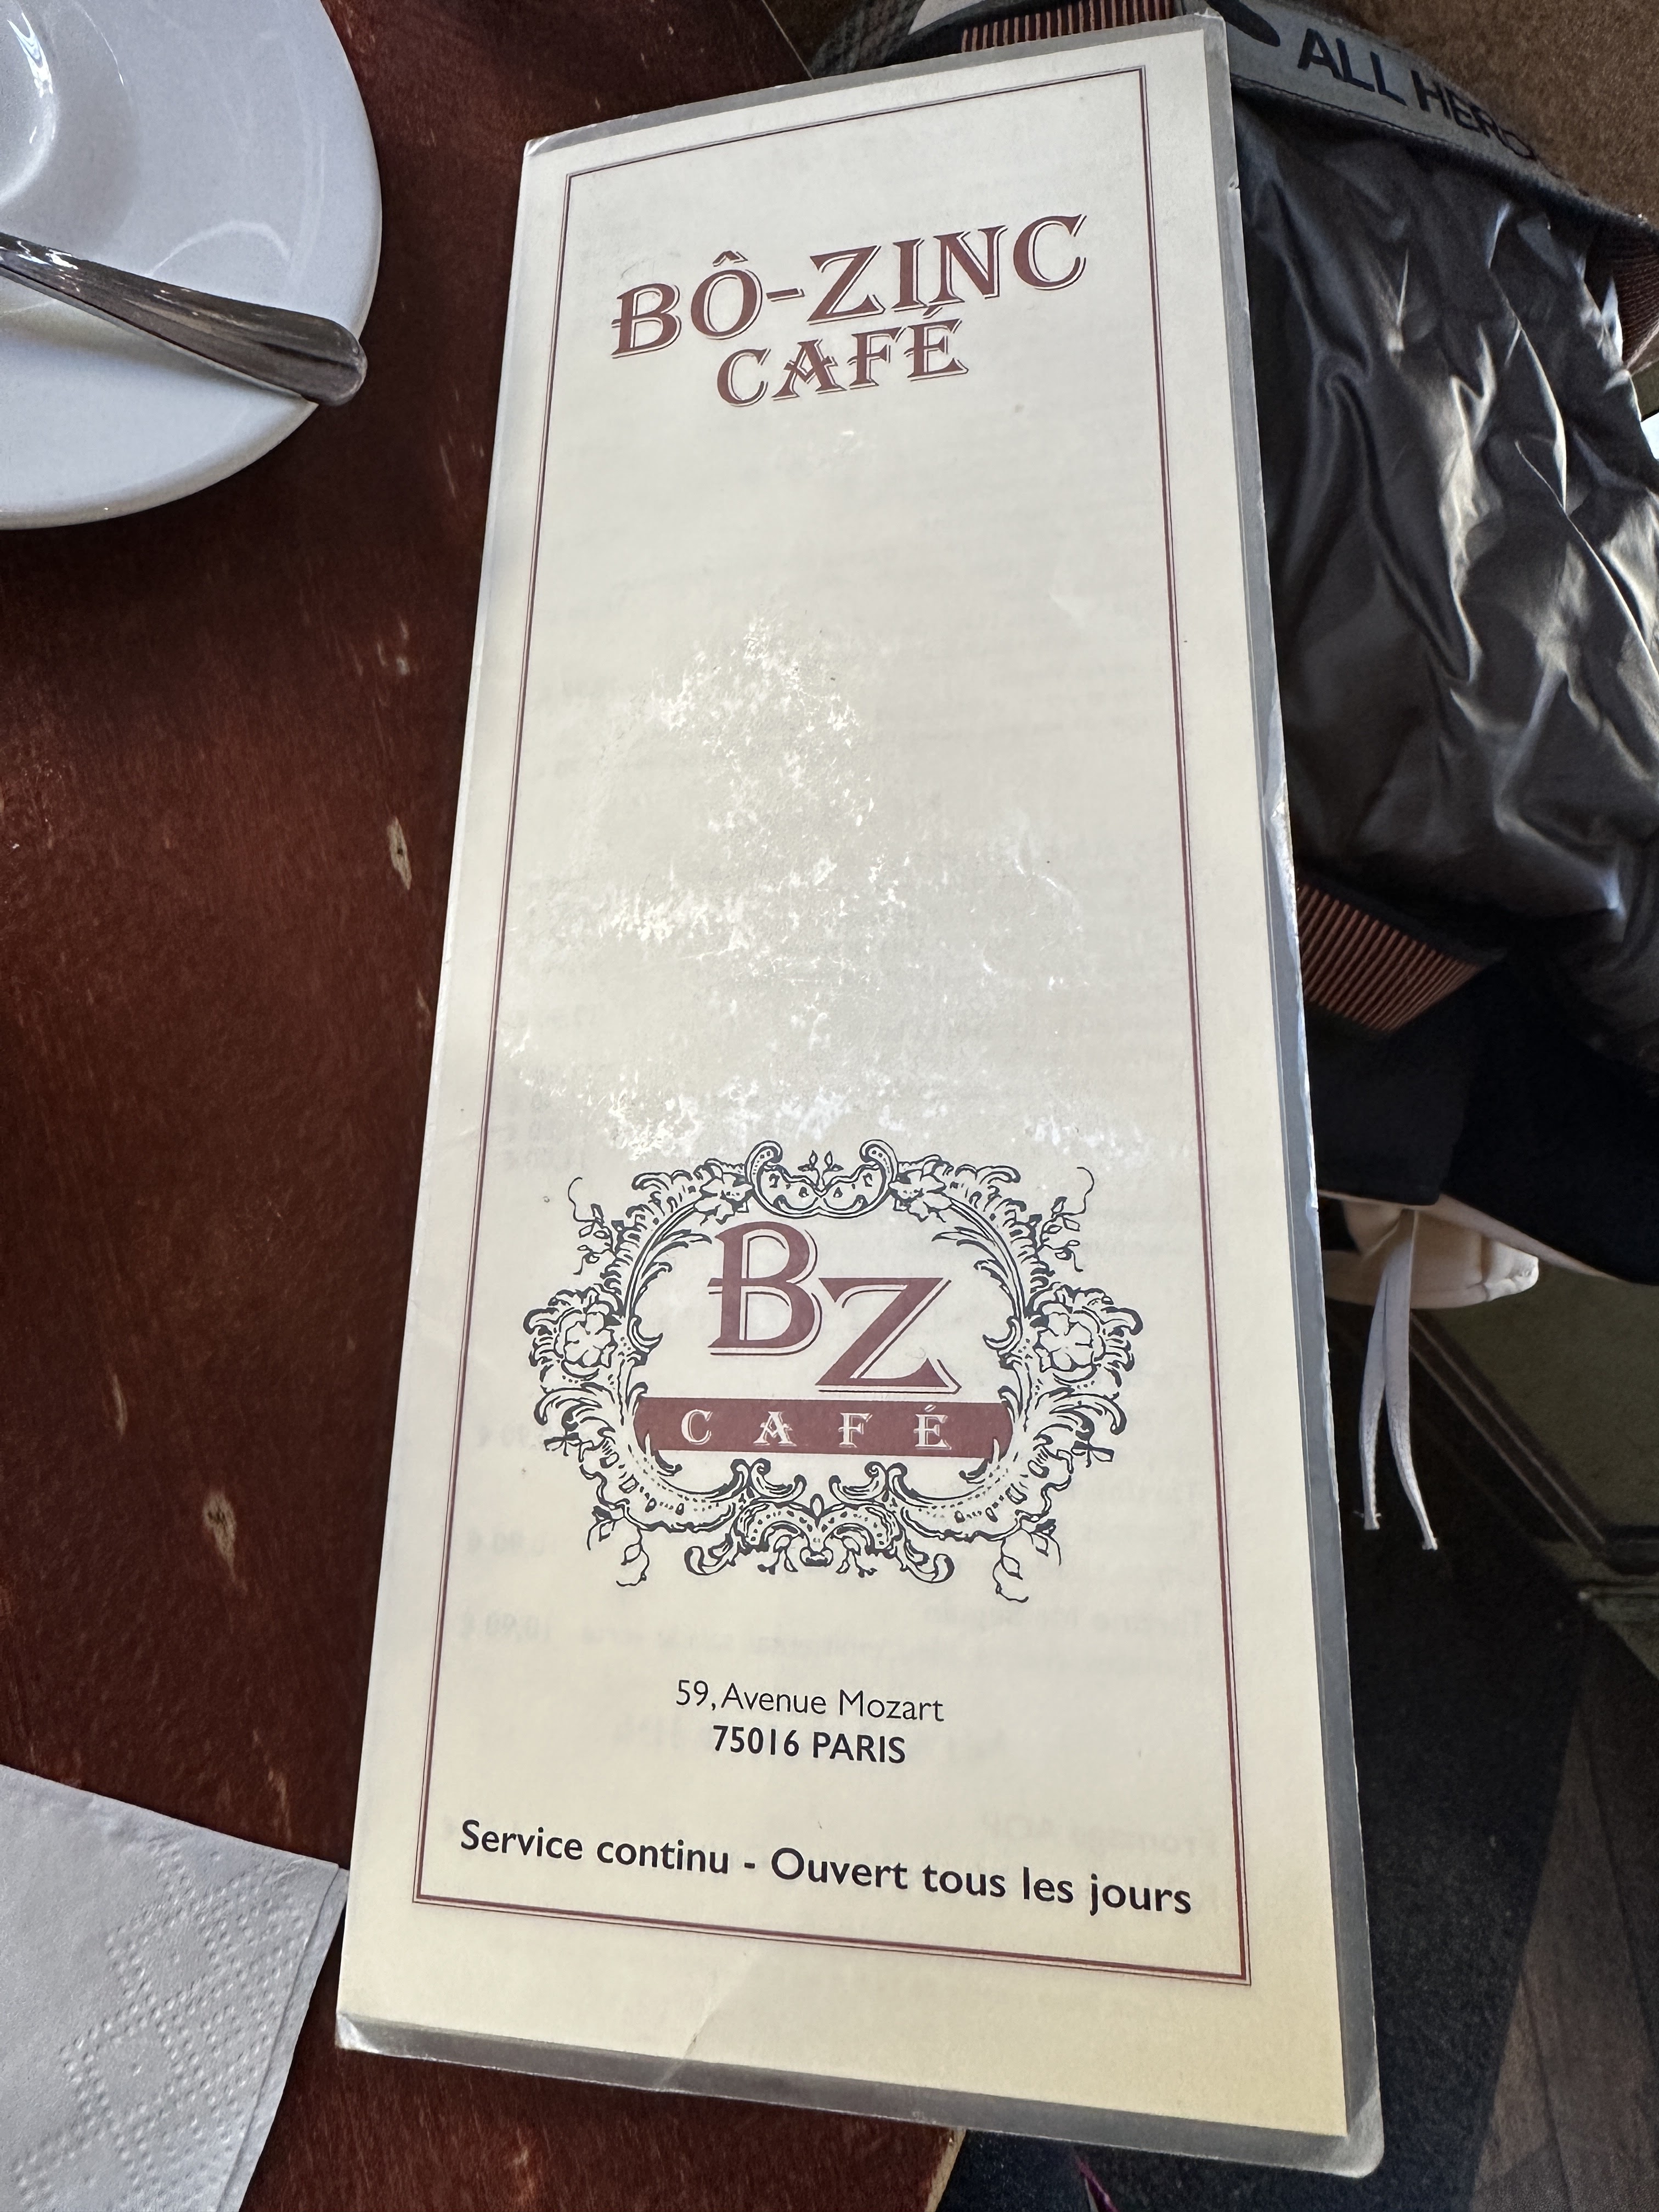 ALL HERO
BÔ-ZINC
CAFÉ
BZ
CAFÉ
59, Avenue Mozart
75016 PARIS
Service continu - Ouvert tous les jours